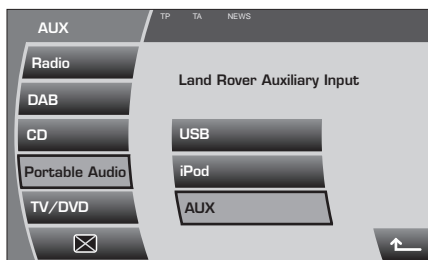 AUX
TP TA NEWS
Radio
DAB
CD
Portable Audio
TV/DVD
Land Rover Auxiliary Input
USB
iPod
AUX